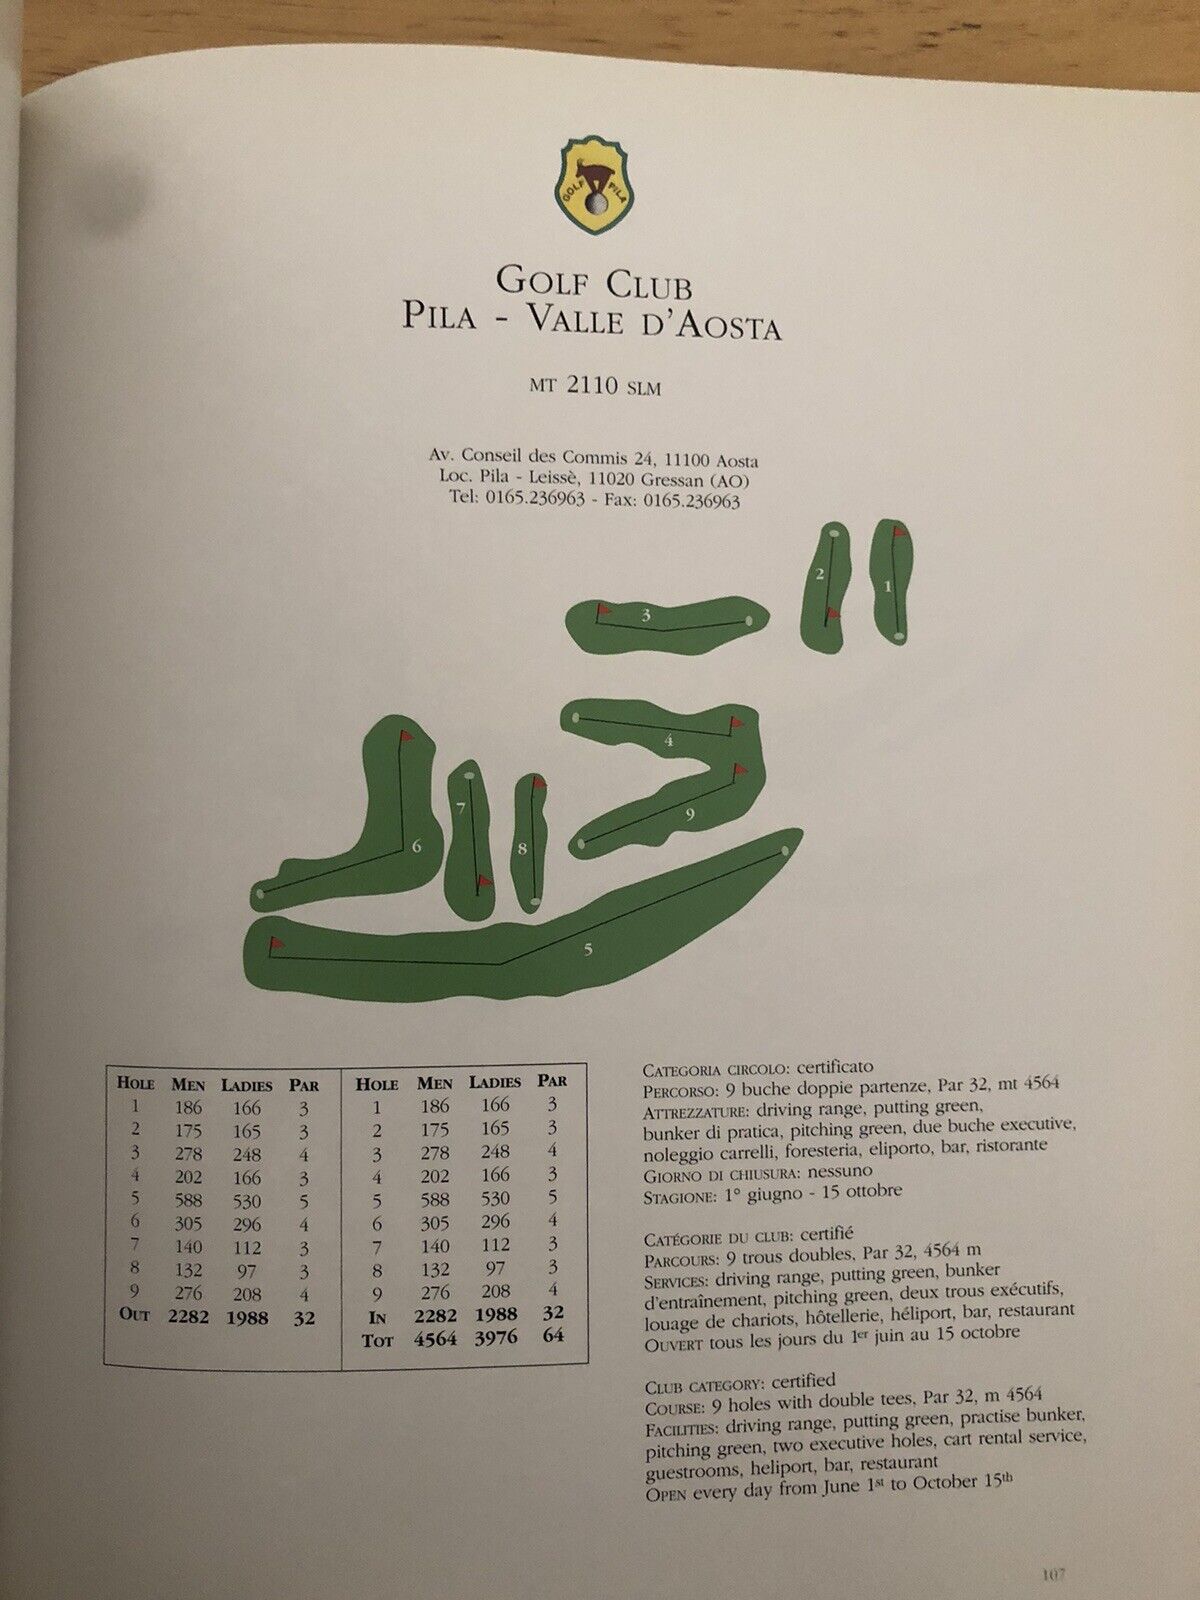 GOLF PILA
GOLF CLUB
PILA - VALLE D'AOSTA
MT 2110 SLM
Av. Conseil des Commis 24, 11100 Aosta
Loc. Pila - Leissè, 11020 Gressan (AO)
Tel: 0165.236963 - Fax: 0165.236963
2
1
3
4
9
7
8
6
5
HOLE MEN LADIES PAR
1 186 166 3
2 175 165 3
3 278 248 4
4 202 166 3
5 588 530 5
6 305 296 4
7 140 112 3
8 132 97 3
9 276 208 4
OUT 2282 1988 32
HOLE MEN LADIES PAR
1 186 166 3
2 175 165 3
3 278 248 4
4 202 166 3
5 588 530 5
6 305 296 4
7 140 112 3
8 132 97 3
9 276 208 4
IN 2282 1988 32
TOT 4564 3976 64
CATEGORIA CIRCOLO: certificato
PERCORSO: 9 buche doppie partenze, Par 32, mt 4564
ATTREZZATURE: driving range, putting green,
bunker di pratica, pitching green, due buche executive,
noleggio carrelli, foresteria, eliporto, bar, ristorante
GIORNO DI CHIUSURA: nessuno
STAGIONE: 1° giugno - 15 ottobre
CATÉGORIE DU CLUB: certifié
PARCOURS: 9 trous doubles, Par 32, 4564 m
SERVICES: driving range, putting green, bunker
d'entraînement, pitching green, deux trous exécutifs,
louage de chariots, hôtellerie, héliport, bar, restaurant
OUVERT tous les jours du 1er juin au 15 octobre
CLUB CATEGORY: certified
COURSE: 9 holes with double tees, Par 32, m 4564
FACILITIES: driving range, putting green, practise bunker,
pitching green, two executive holes, cart rental service,
guestrooms, heliport, bar, restaurant
OPEN every day from June 1st to October 15th
107